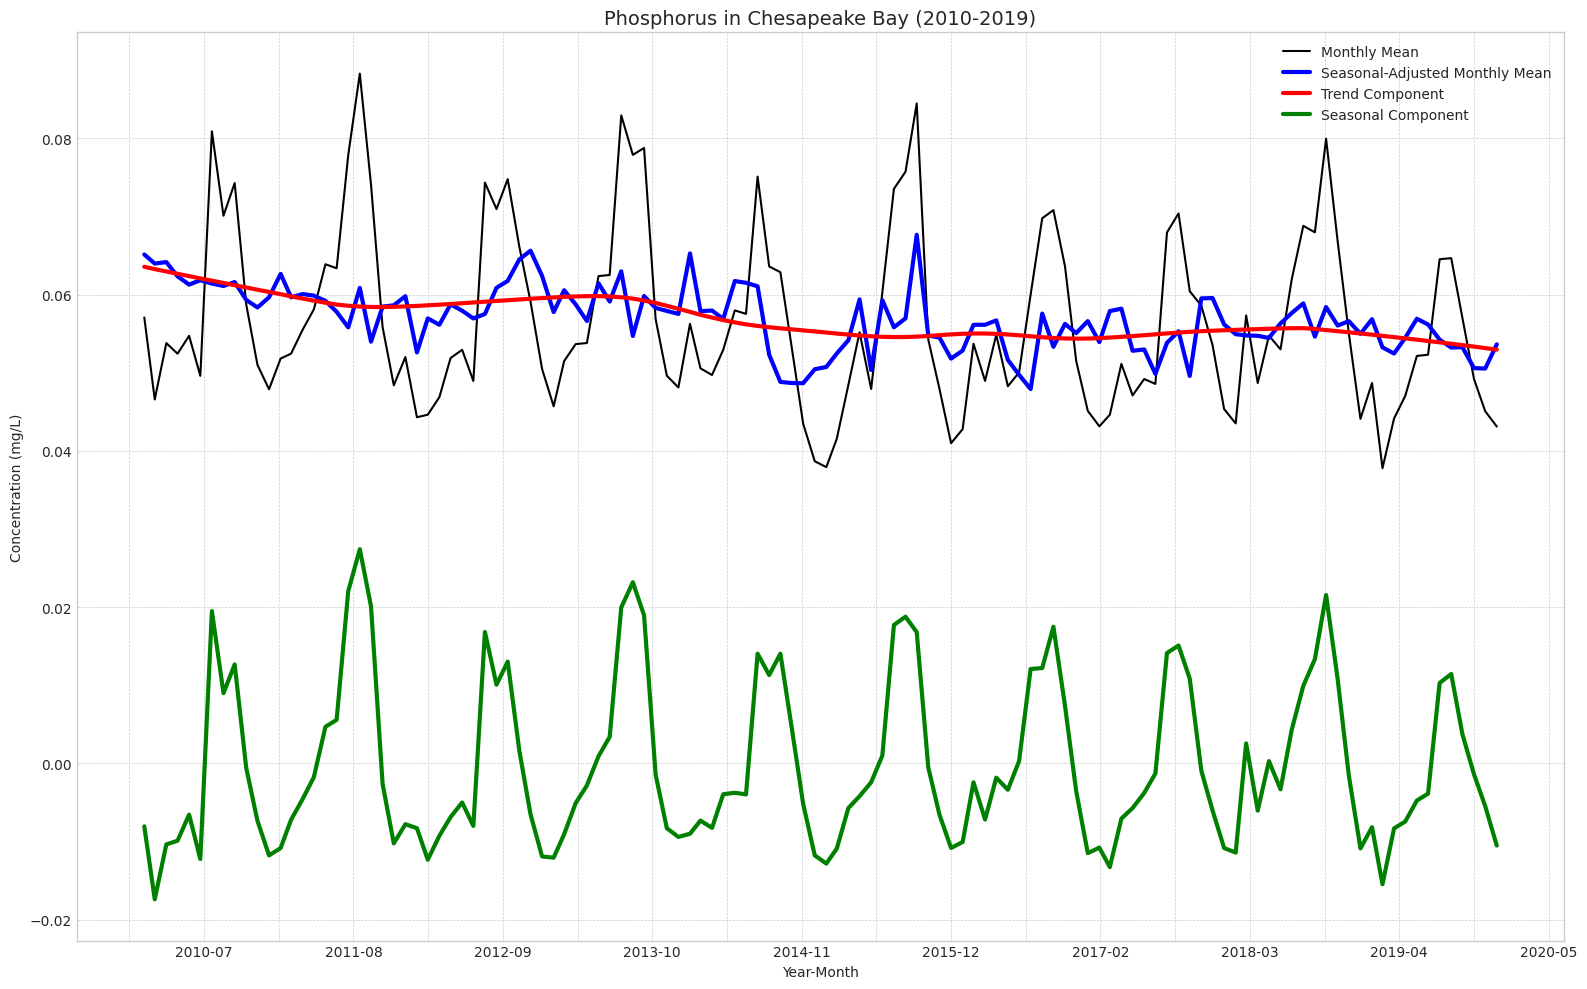 Phosphorus in Chesapeake Bay (2010-2019)
Monthly Mean
Seasonal-Adjusted Monthly Mean
Trend Component
Seasonal Component
Concentration (mg/L)
0.08
0.06
0.04
0.02
0.00
−0.02
2010-07 2011-08 2012-09 2013-10 2014-11 2015-12 2017-02 2018-03 2019-04 2020-05
Year-Month